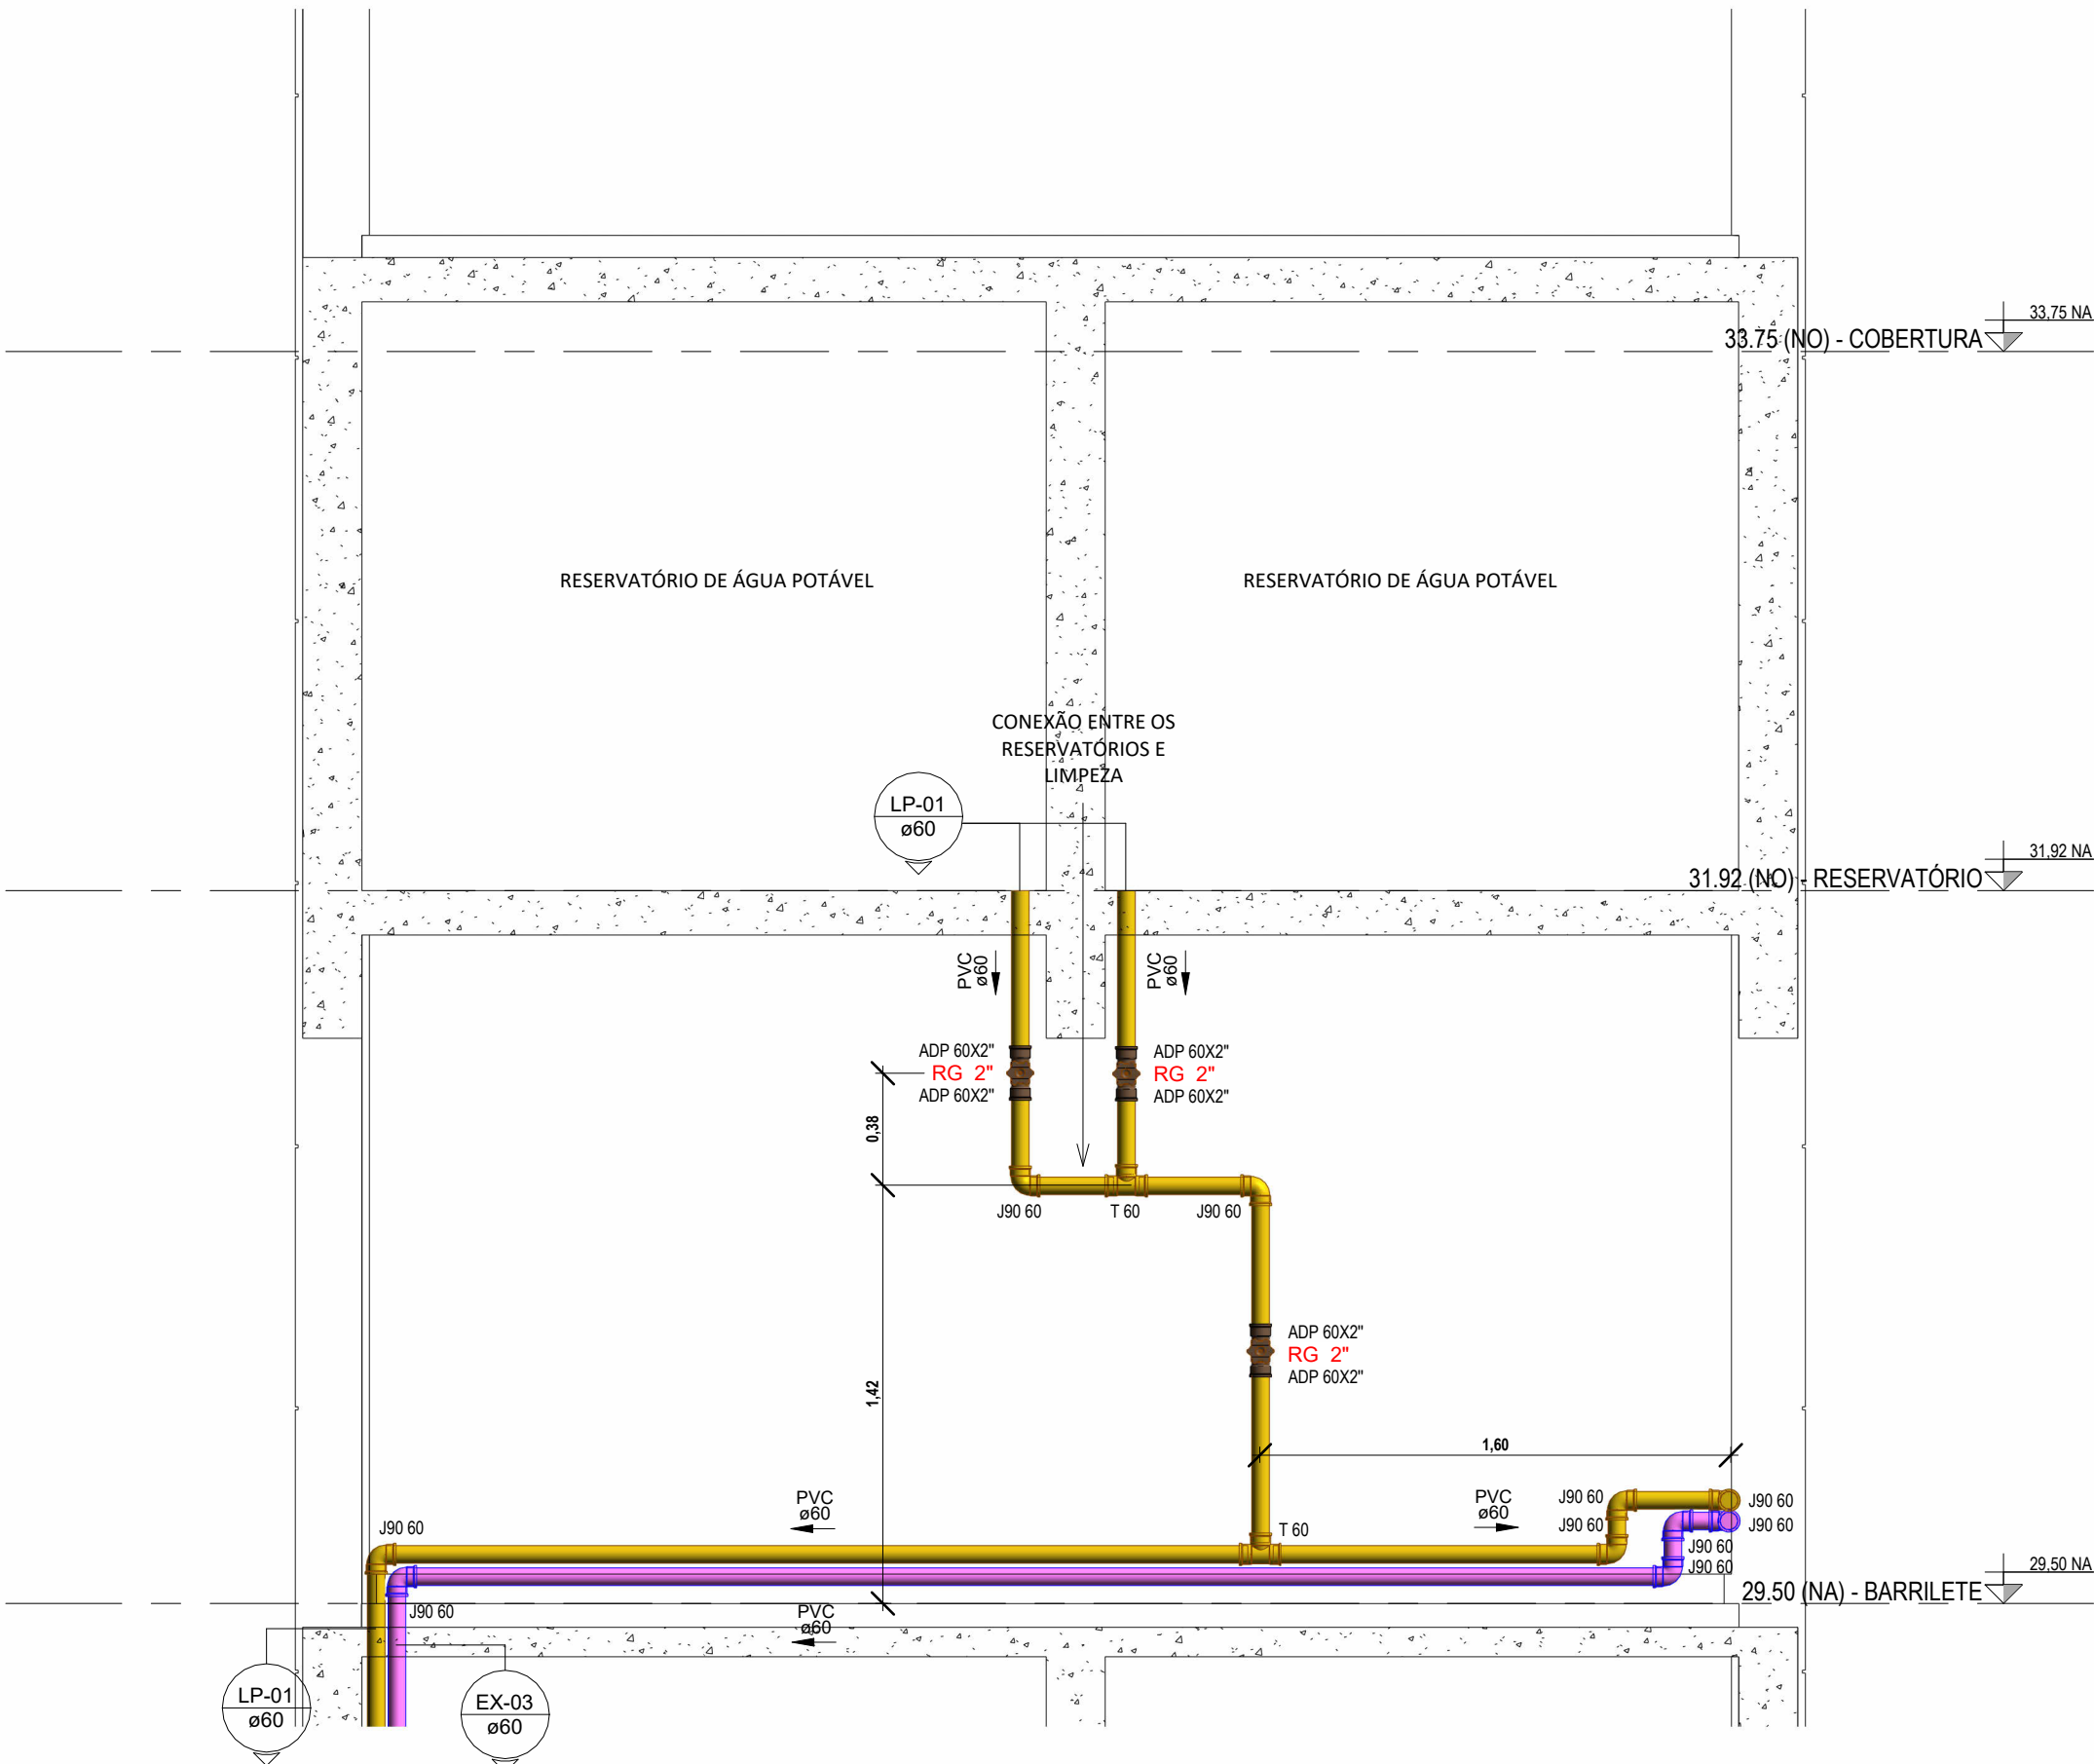 33,75 NA
33.75 (NO) - COBERTURA
RESERVATÓRIO DE ÁGUA POTÁVEL
RESERVATÓRIO DE ÁGUA POTÁVEL
CONEXÃO ENTRE OS
RESERVATÓRIOS E
LIMPEZA
LP-01
ø60
31,92 NA
31.92 (NO) - RESERVATÓRIO
PVC
ø60
PVC
ø60
ADP 60X2"
RG 2"
ADP 60X2"
ADP 60X2"
RG 2"
ADP 60X2"
0,38
J90 60
T 60
J90 60
ADP 60X2"
RG 2"
ADP 60X2"
1,42
1,60
PVC
ø60
PVC
ø60
J90 60
J90 60
J90 60
J90 60
J90 60
T 60
J90 60
J90 60
29,50 NA
29.50 (NA) - BARRILETE
J90 60
PVC
ø60
LP-01
ø60
EX-03
ø60